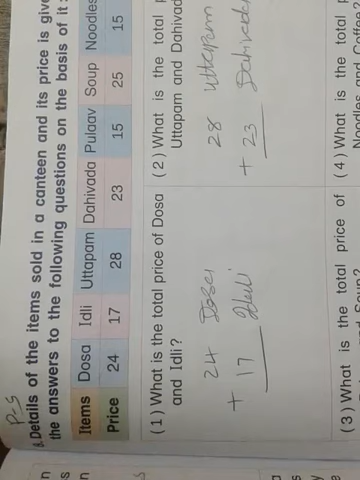 P-5
Details of the items sold in a canteen and its price is give
the answers to the following questions on the basis of it :
Items Dosa Idli Uttapam Dahivada Pulaav Soup Noodles
Price 24 17 28 23 15 25 15
(1) What is the total price of Dosa
and Idli?
24 Dosa
+ 17 Idli
(2) What is the total p
Uttapam and Dahivad
28 Uttapam
+ 23 Dahivada
(3) What is the total price of
(4) What is the total p
Noodles and Coffee?